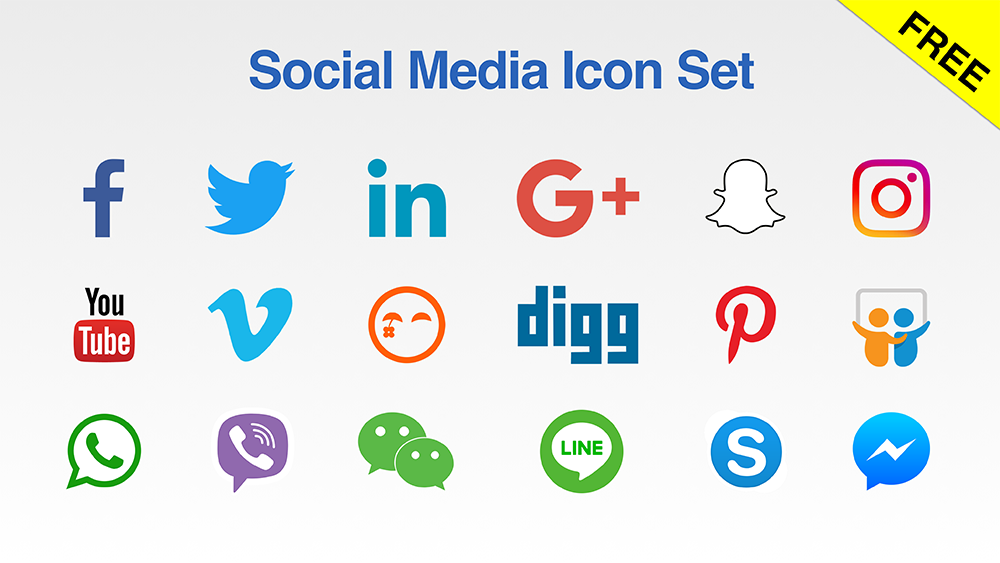 Social Media Icon Set
FREE
f
in
G+
You
Tube
digg
LINE
S